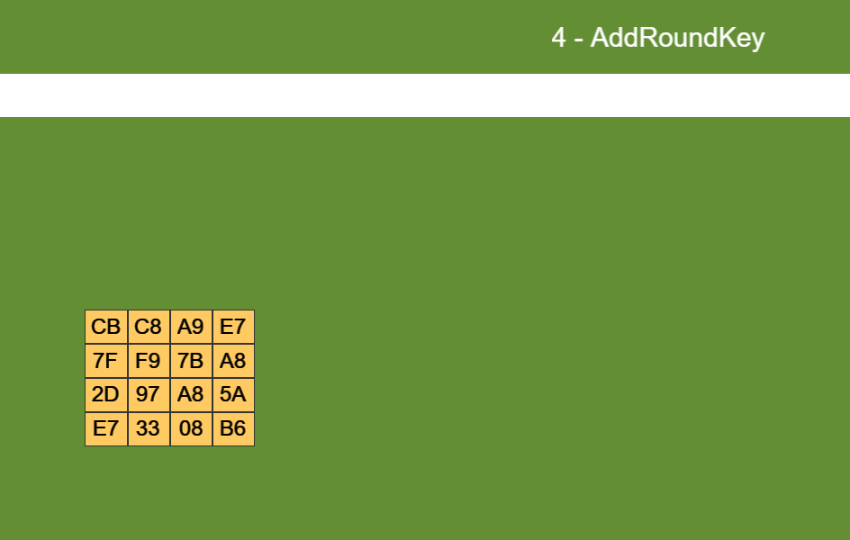 4 - AddRoundKey
CB C8 A9 E7
7F F9 7B A8
2D 97 A8 5A
E7 33 08 B6